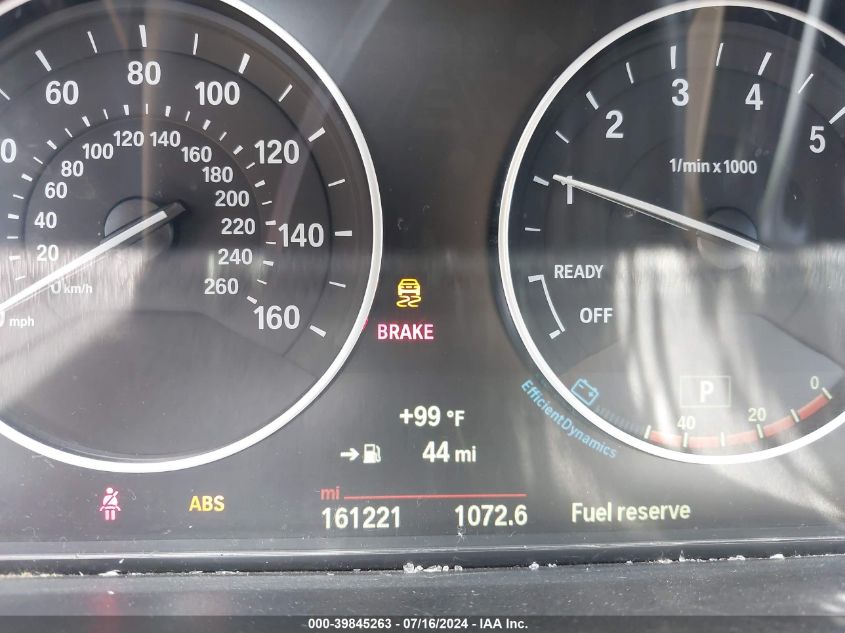 60 80 100 120 140 160
0 mph
20 40 60 80 100 120 140 160 180 200 220 240 260
0 km/h
1 2 3 4 5
1/min x 1000
READY
OFF
BRAKE
P
40 20 0
EfficientDynamics
+99 °F
44 mi
ABS
mi
161221 1072.6
Fuel reserve
000-39845263 - 07/16/2024 - IAA Inc.